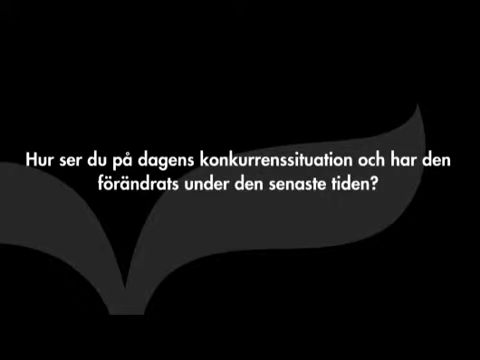 Hur ser du på dagens konkurrenssituation och har den
förändrats under den senaste tiden?